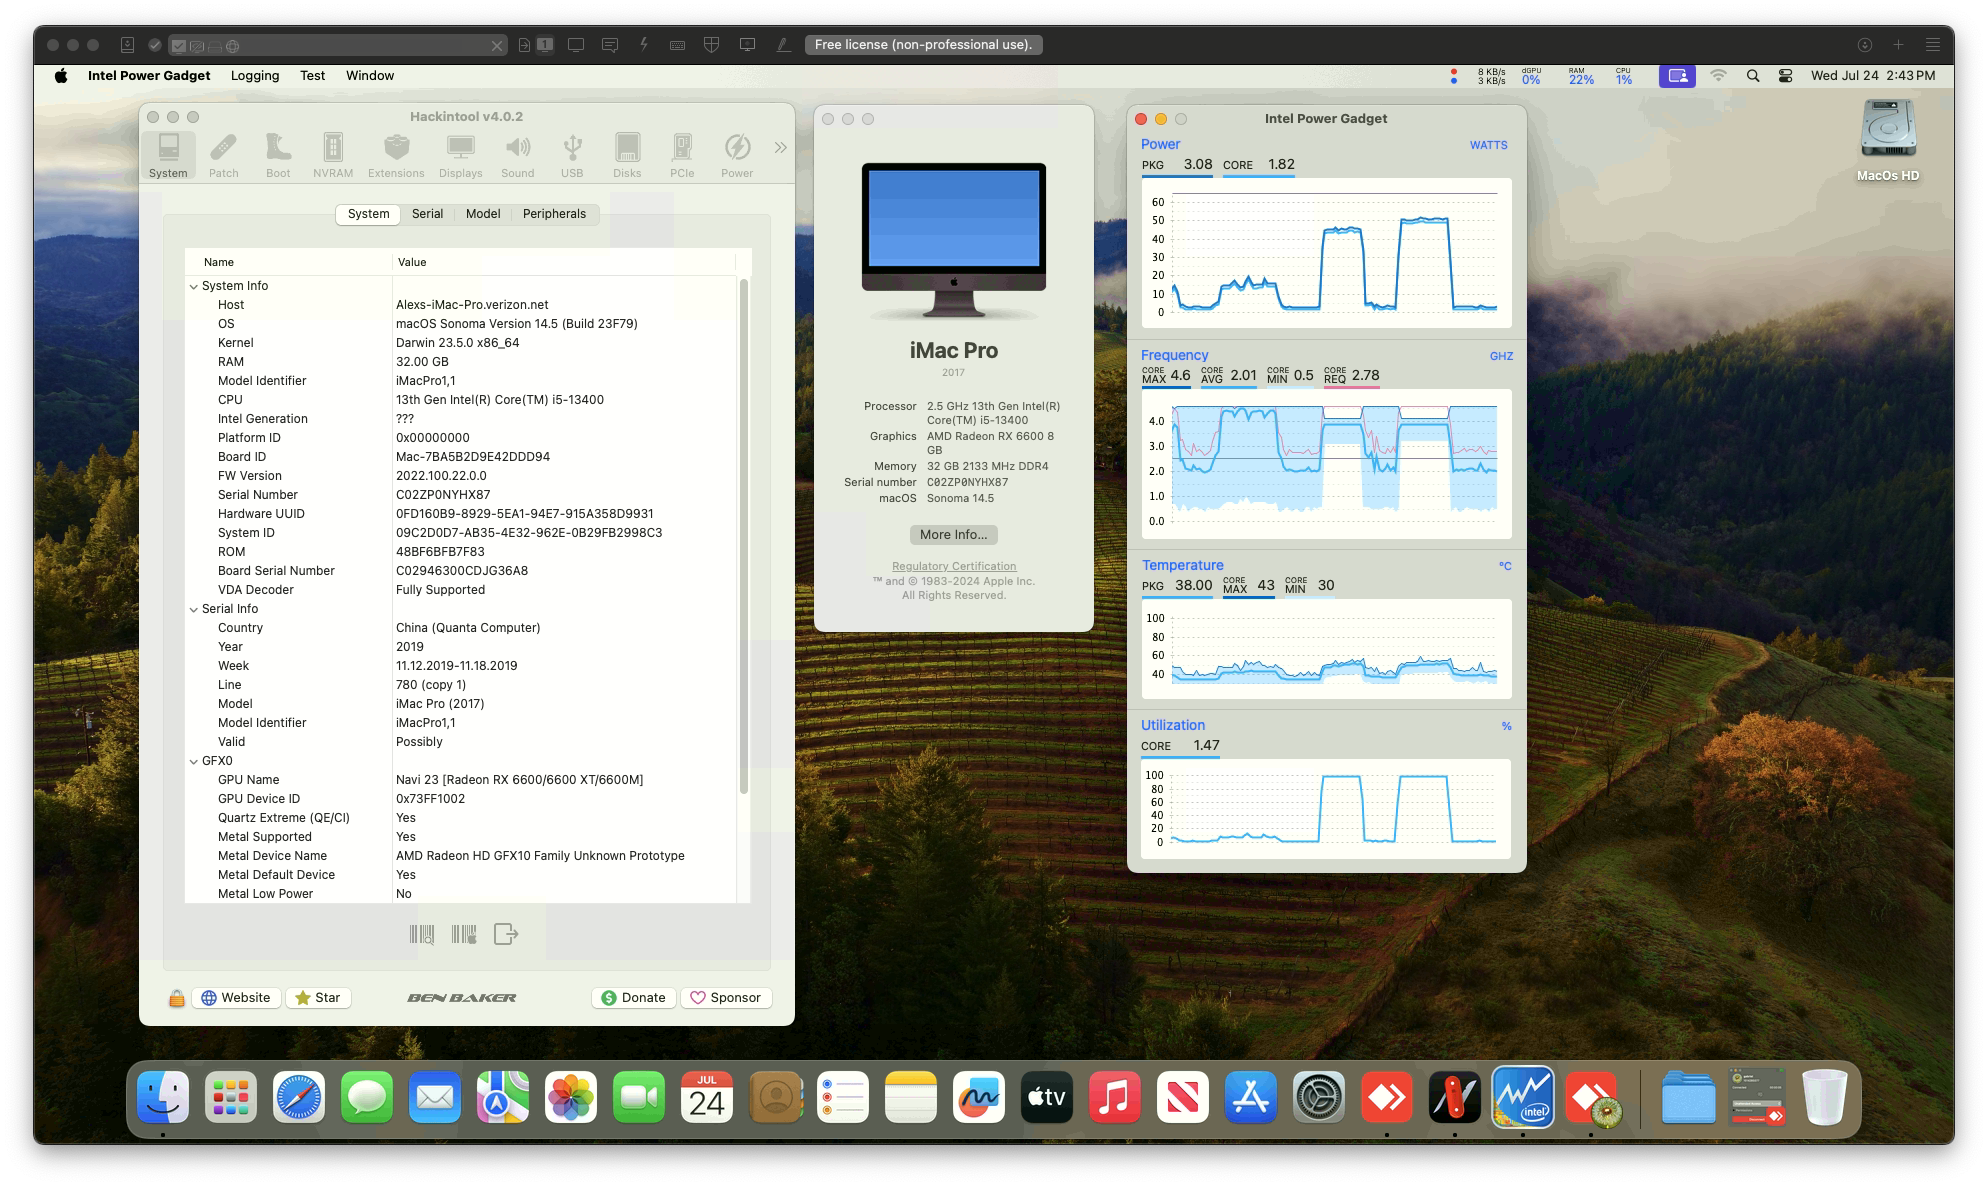 1
Free license (non-professional use).
Intel Power Gadget Logging Test Window
8 KB/s
3 KB/s
dGPU
0%
RAM
22%
CPU
1%
Wed Jul 24 2:43 PM
Hackintool v4.0.2
System Patch Boot NVRAM Extensions Displays Sound USB Disks PCIe Power
System Serial Model Peripherals
Name Value
System Info
Host Alexs-iMac-Pro.verizon.net
OS macOS Sonoma Version 14.5 (Build 23F79)
Kernel Darwin 23.5.0 x86_64
RAM 32.00 GB
Model Identifier iMacPro1,1
CPU 13th Gen Intel(R) Core(TM) i5-13400
Intel Generation ???
Platform ID 0x00000000
Board ID Mac-7BA5B2D9E42DDD94
FW Version 2022.100.22.0.0
Serial Number C02ZP0NYHX87
Hardware UUID 0FD160B9-8929-5EA1-94E7-915A358D9931
System ID 09C2D0D7-AB35-4E32-962E-0B29FB2998C3
ROM 48BF6BFB7F83
Board Serial Number C02946300CDJG36A8
VDA Decoder Fully Supported
Serial Info
Country China (Quanta Computer)
Year 2019
Week 11.12.2019-11.18.2019
Line 780 (copy 1)
Model iMac Pro (2017)
Model Identifier iMacPro1,1
Valid Possibly
GFX0
GPU Name Navi 23 [Radeon RX 6600/6600 XT/6600M]
GPU Device ID 0x73FF1002
Quartz Extreme (QE/CI) Yes
Metal Supported Yes
Metal Device Name AMD Radeon HD GFX10 Family Unknown Prototype
Metal Default Device Yes
Metal Low Power No
Website Star BEN BAKER Donate Sponsor
iMac Pro
2017
Processor 2.5 GHz 13th Gen Intel(R)
Core(TM) i5-13400
Graphics AMD Radeon RX 6600 8
GB
Memory 32 GB 2133 MHz DDR4
Serial number C02ZP0NYHX87
macOS Sonoma 14.5
More Info...
Regulatory Certification
™ and © 1983-2024 Apple Inc.
All Rights Reserved.
Intel Power Gadget
Power WATTS
PKG 3.08 CORE 1.82
60
50
40
30
20
10
0
Frequency GHZ
CORE MAX 4.6 CORE AVG 2.01 CORE MIN 0.5 CORE REQ 2.78
4.0
3.0
2.0
1.0
0.0
Temperature °C
PKG 38.00 CORE MAX 43 CORE MIN 30
100
80
60
40
Utilization %
CORE 1.47
100
80
60
40
20
0
MacOs HD
JUL
24
tv
intel